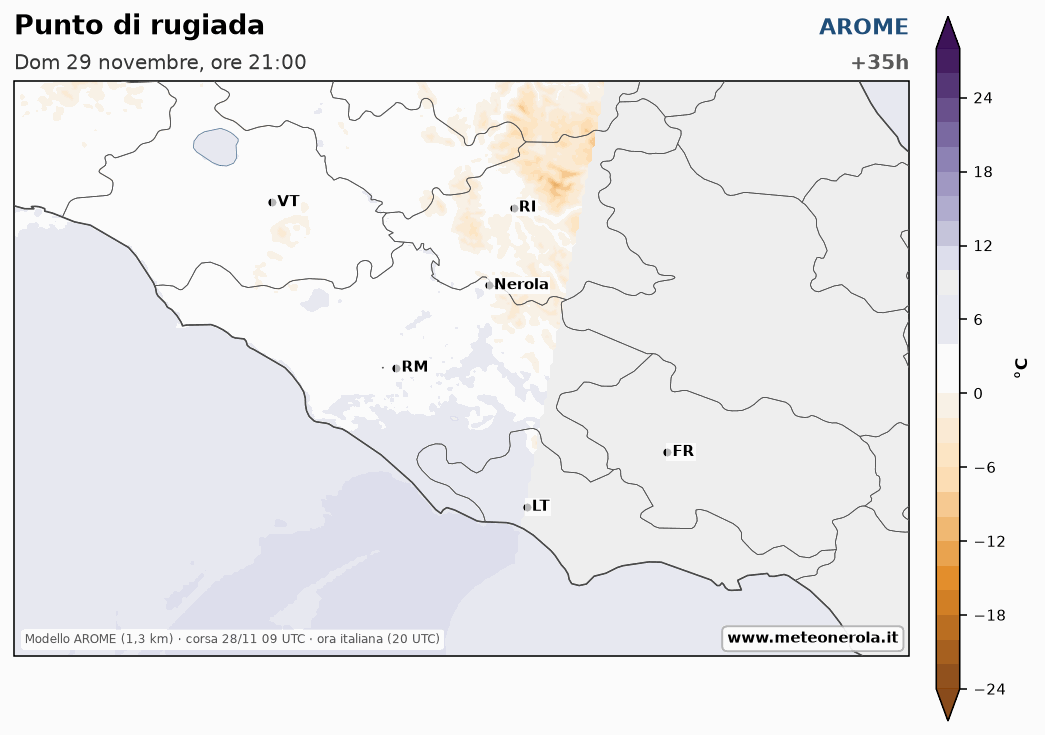 Punto di rugiada
AROME
Dom 29 novembre, ore 21:00
+35h
VT
RI
Nerola
RM
FR
LT
Modello AROME (1,3 km) · corsa 28/11 09 UTC · ora italiana (20 UTC)
www.meteonerola.it
24
18
12
6
0
−6
−12
−18
−24
°C